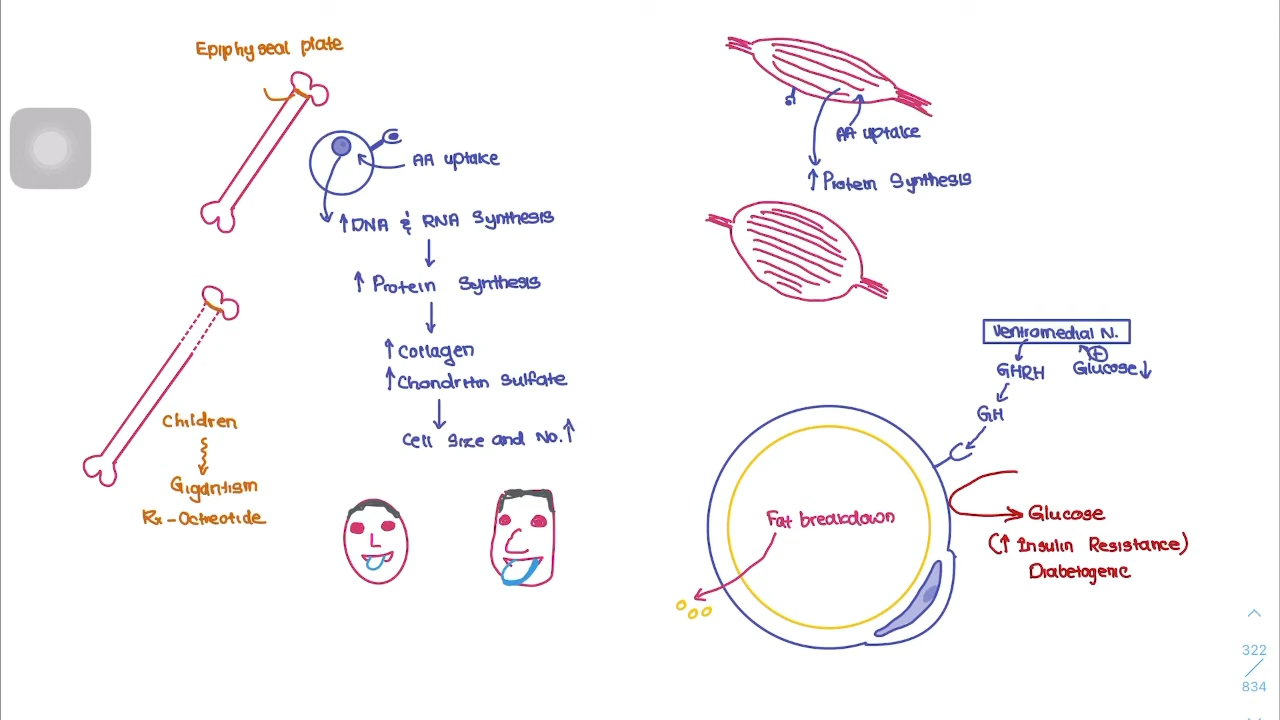 Epiphyseal plate
AA uptake
↑DNA & RNA Synthesis
↑ Protein Synthesis
↑ Collagen
↑ Chondritin Sulfate
Cell Size and No.↑
Children
Gigantism
Rx - Octreotide
AA uptake
↑ Protein Synthesis
Ventromedial N.
GHRH
+
Glucose↓
GH
Fat breakdown
Glucose
(↑ Insulin Resistance)
Diabetogenic
322
/
834